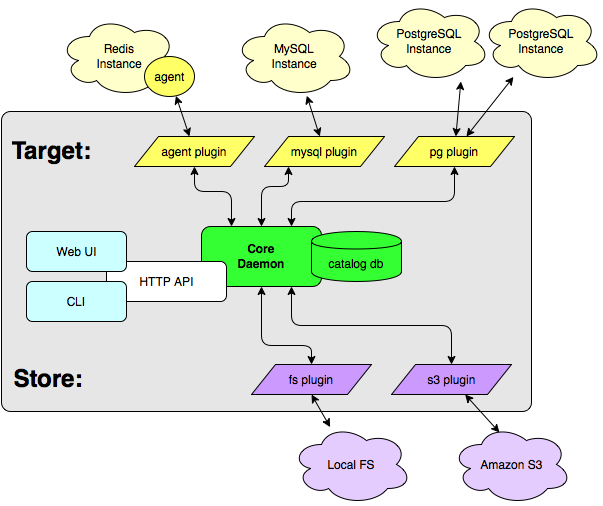 Redis
Instance
agent
MySQL
Instance
PostgreSQL
Instance
PostgreSQL
Instance
Target:
agent plugin
mysql plugin
pg plugin
Core
Daemon
catalog db
Web UI
HTTP API
CLI
Store:
fs plugin
s3 plugin
Local FS
Amazon S3